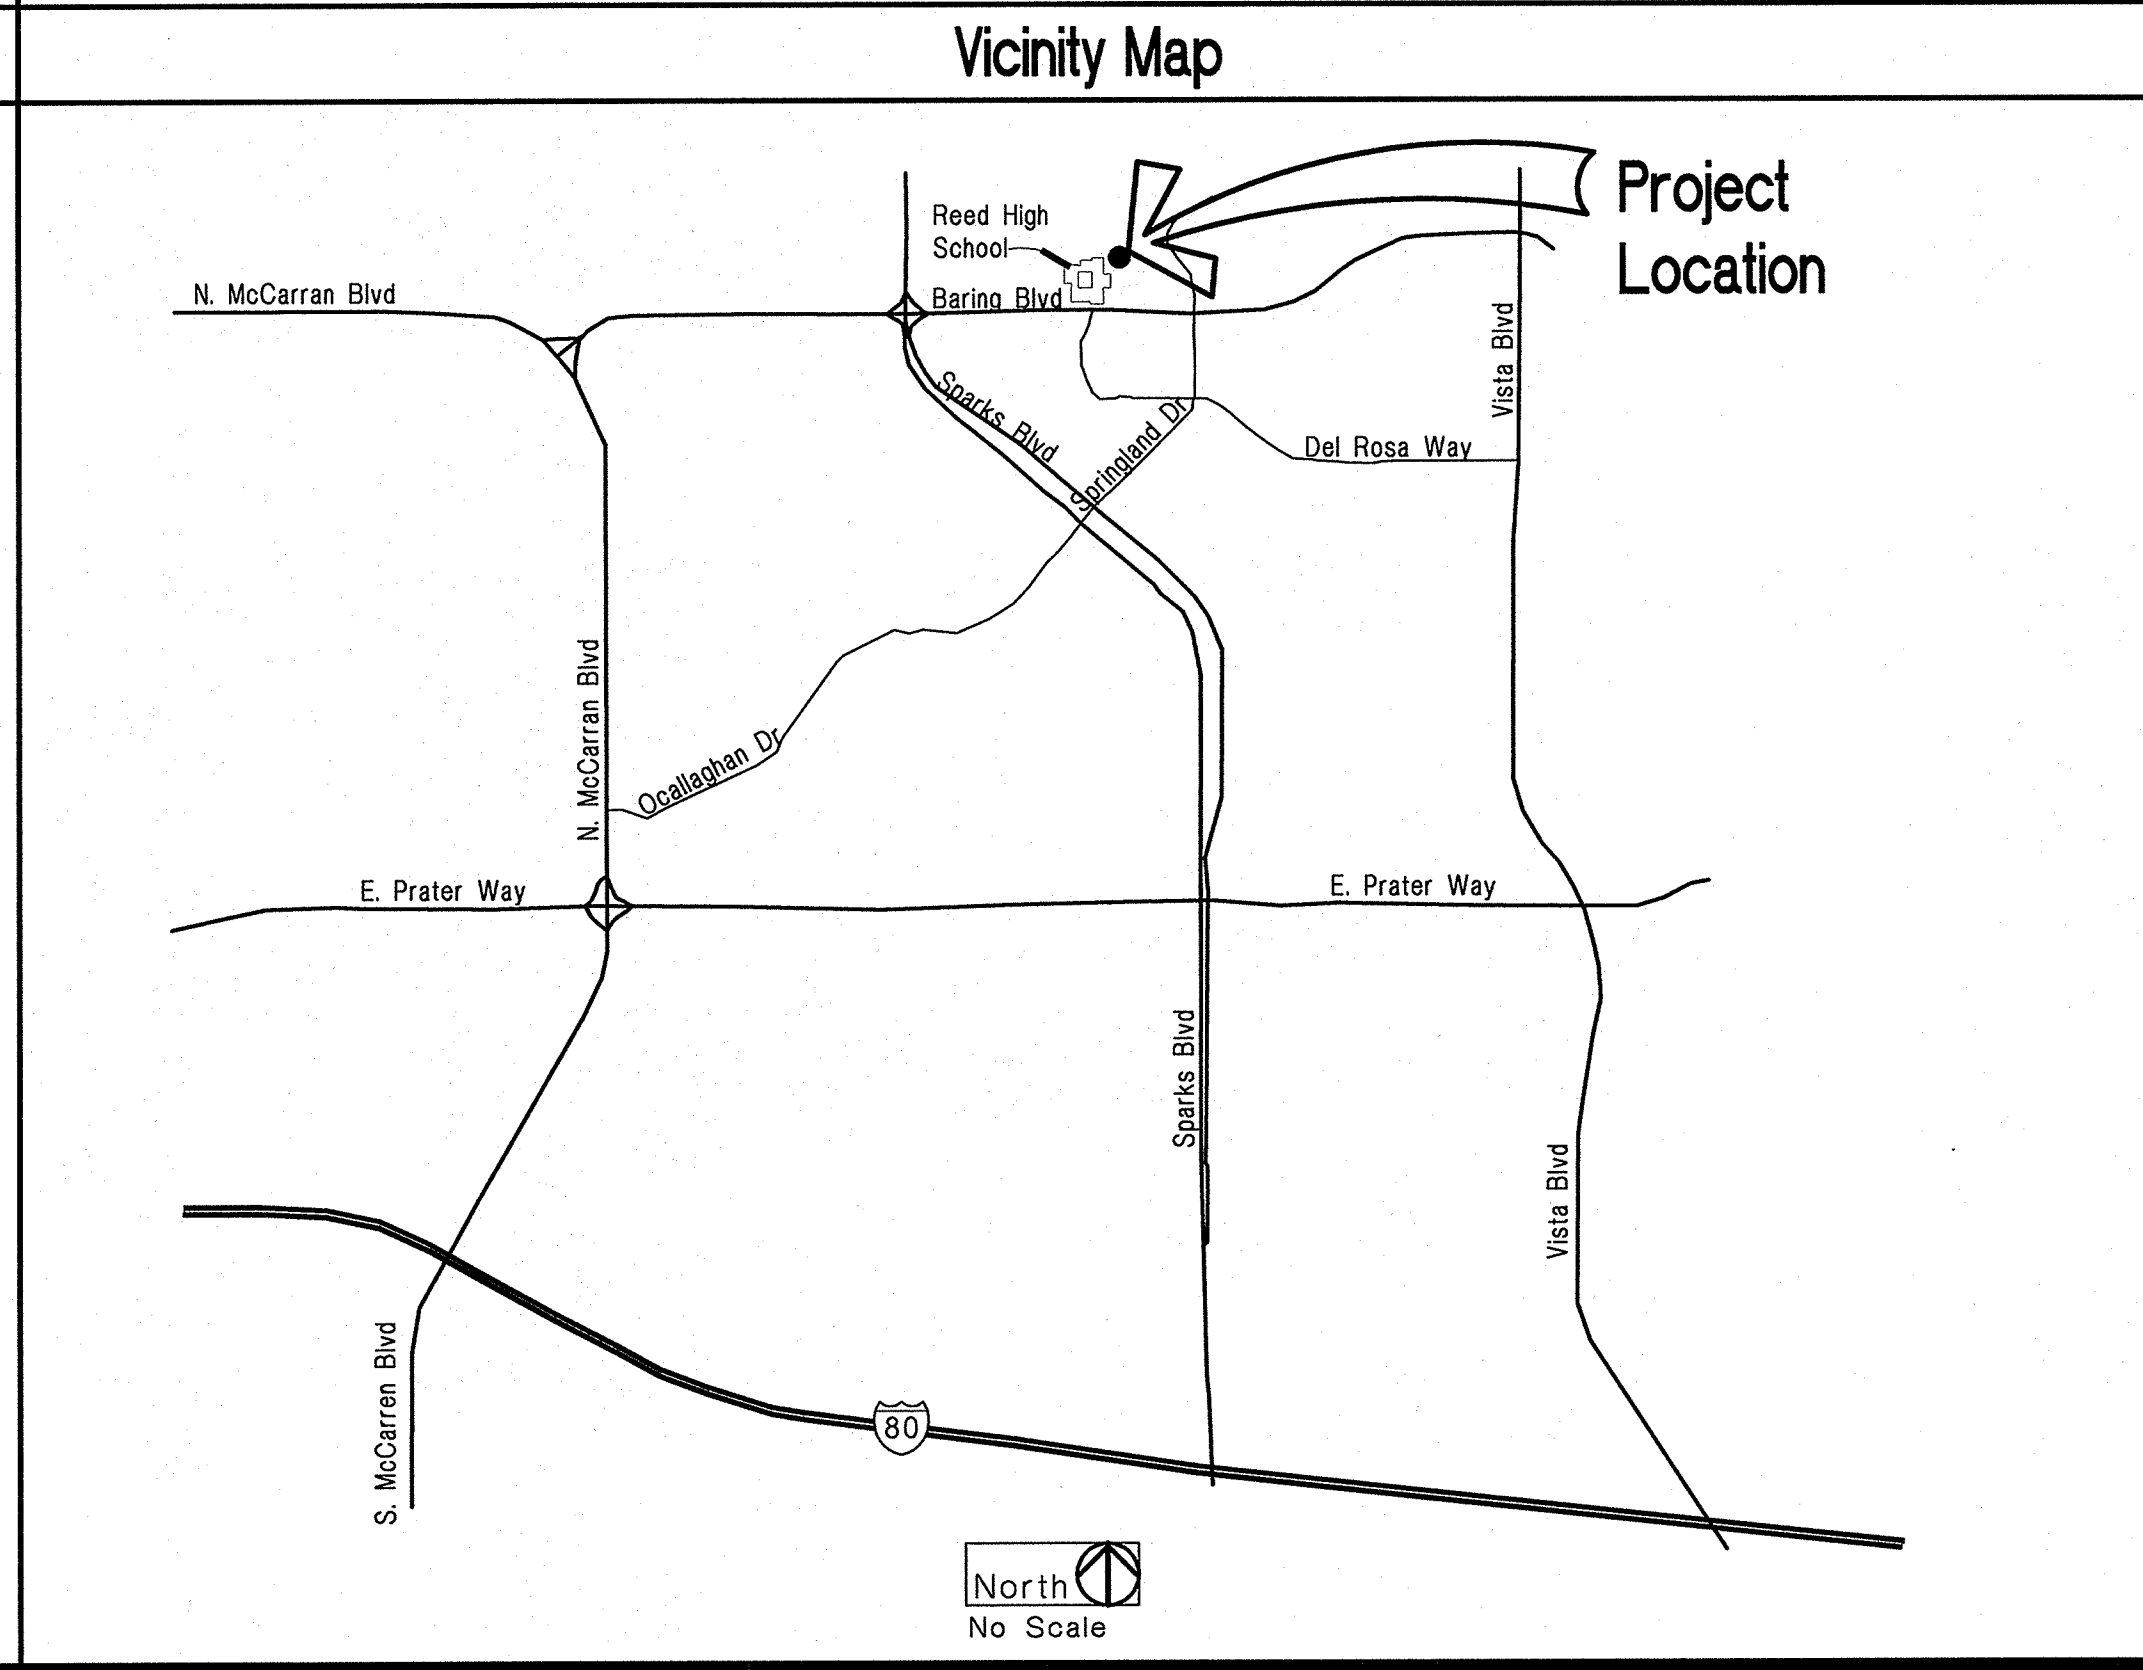 Vicinity Map
Project
Location
Reed High
School
N. McCarran Blvd
Baring Blvd
Vista Blvd
Sparks Blvd
Springland Dr
Del Rosa Way
N. McCarran Blvd
Ocallaghan Dr
E. Prater Way
E. Prater Way
Sparks Blvd
Vista Blvd
S. McCarren Blvd
80
North
No Scale